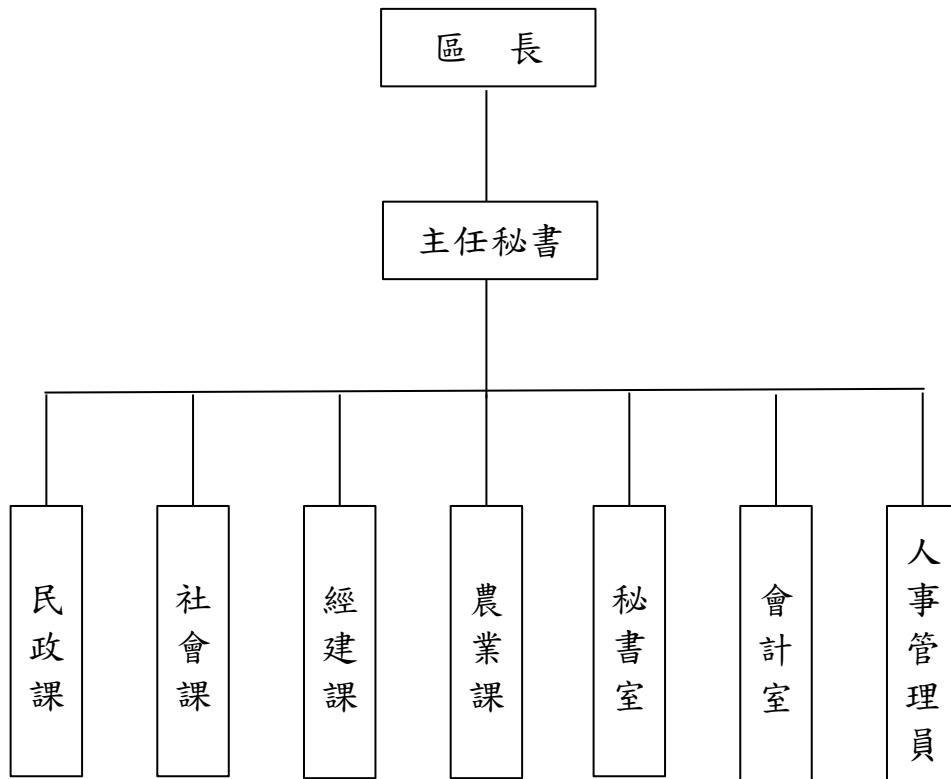 區 長
主任秘書
民政課
社會課
經建課
農業課
秘書室
會計室
人事管理員